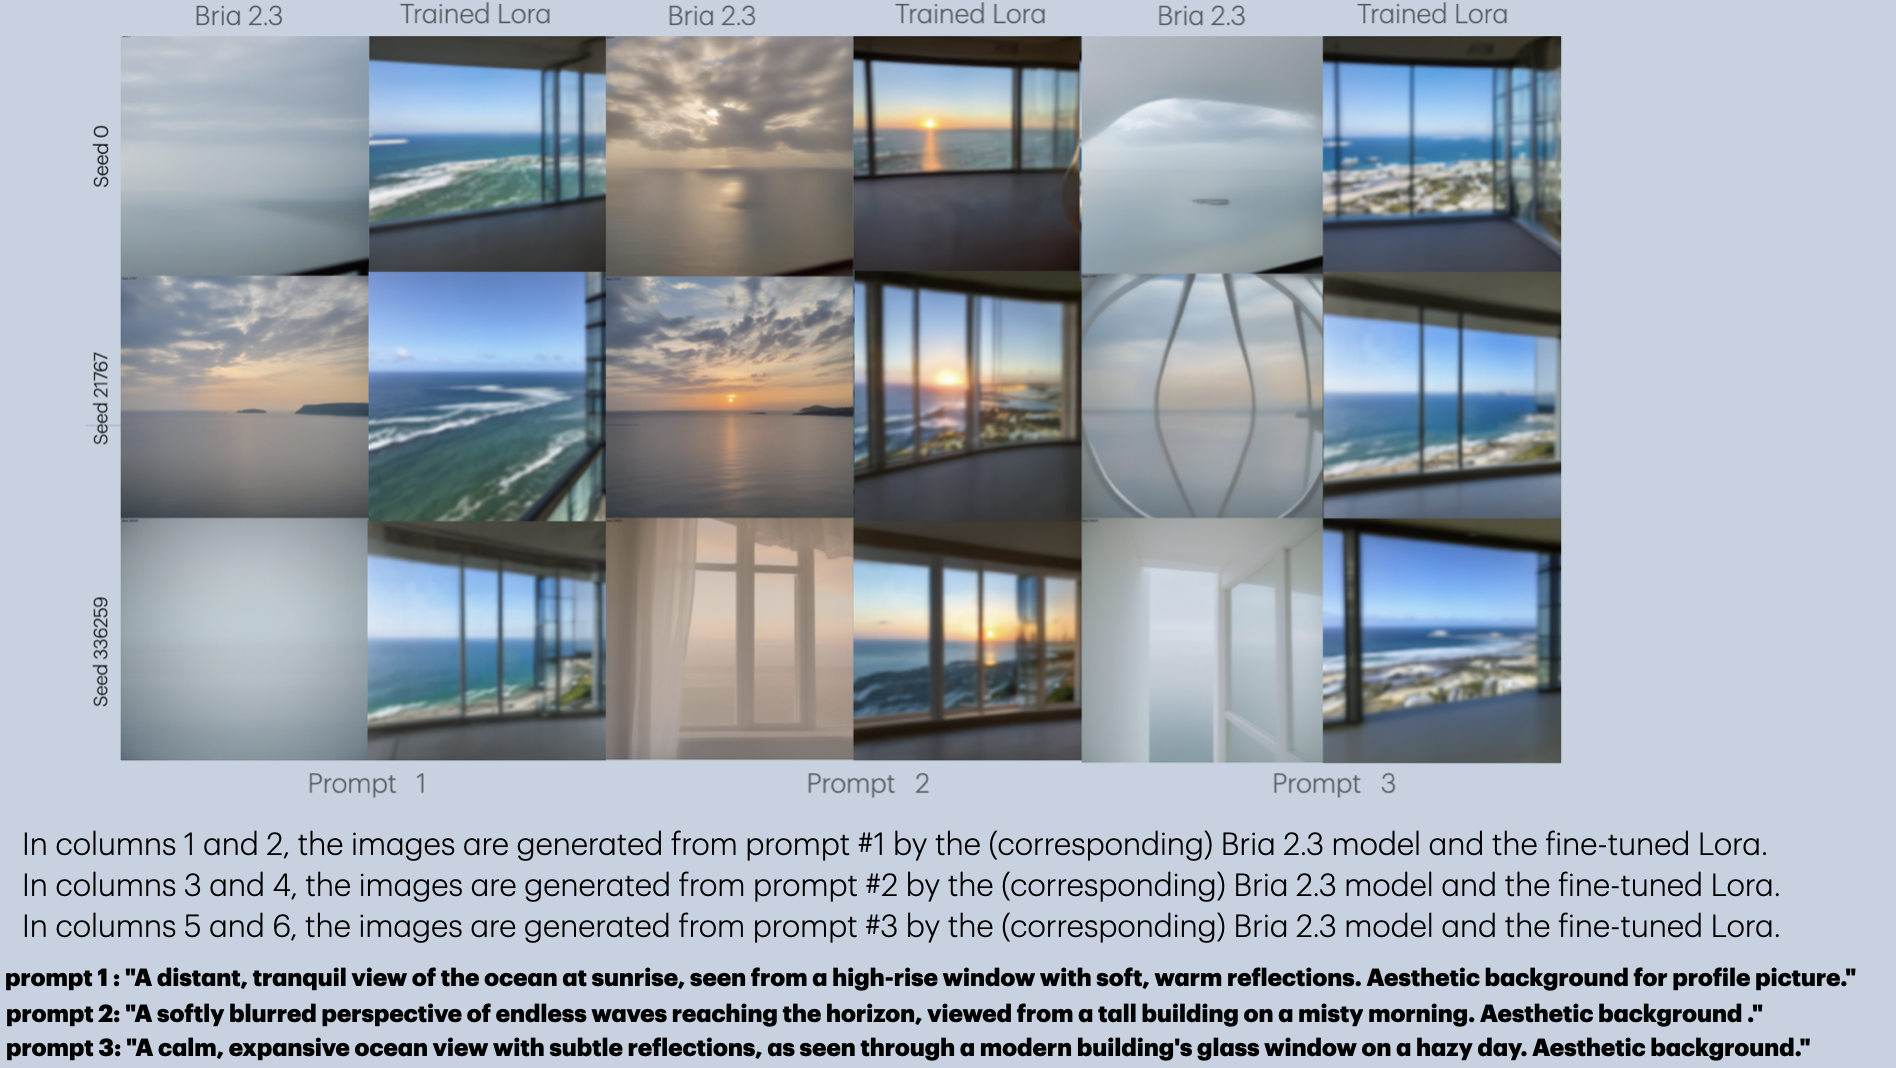 Bria 2.3 Trained Lora Bria 2.3 Trained Lora Bria 2.3 Trained Lora
Seed 0
Seed 21767
Seed 336259
Prompt 1 Prompt 2 Prompt 3
In columns 1 and 2, the images are generated from prompt #1 by the (corresponding) Bria 2.3 model and the fine-tuned Lora.
In columns 3 and 4, the images are generated from prompt #2 by the (corresponding) Bria 2.3 model and the fine-tuned Lora.
In columns 5 and 6, the images are generated from prompt #3 by the (corresponding) Bria 2.3 model and the fine-tuned Lora.
prompt 1 : "A distant, tranquil view of the ocean at sunrise, seen from a high-rise window with soft, warm reflections. Aesthetic background for profile picture."
prompt 2: "A softly blurred perspective of endless waves reaching the horizon, viewed from a tall building on a misty morning. Aesthetic background ."
prompt 3: "A calm, expansive ocean view with subtle reflections, as seen through a modern building's glass window on a hazy day. Aesthetic background."